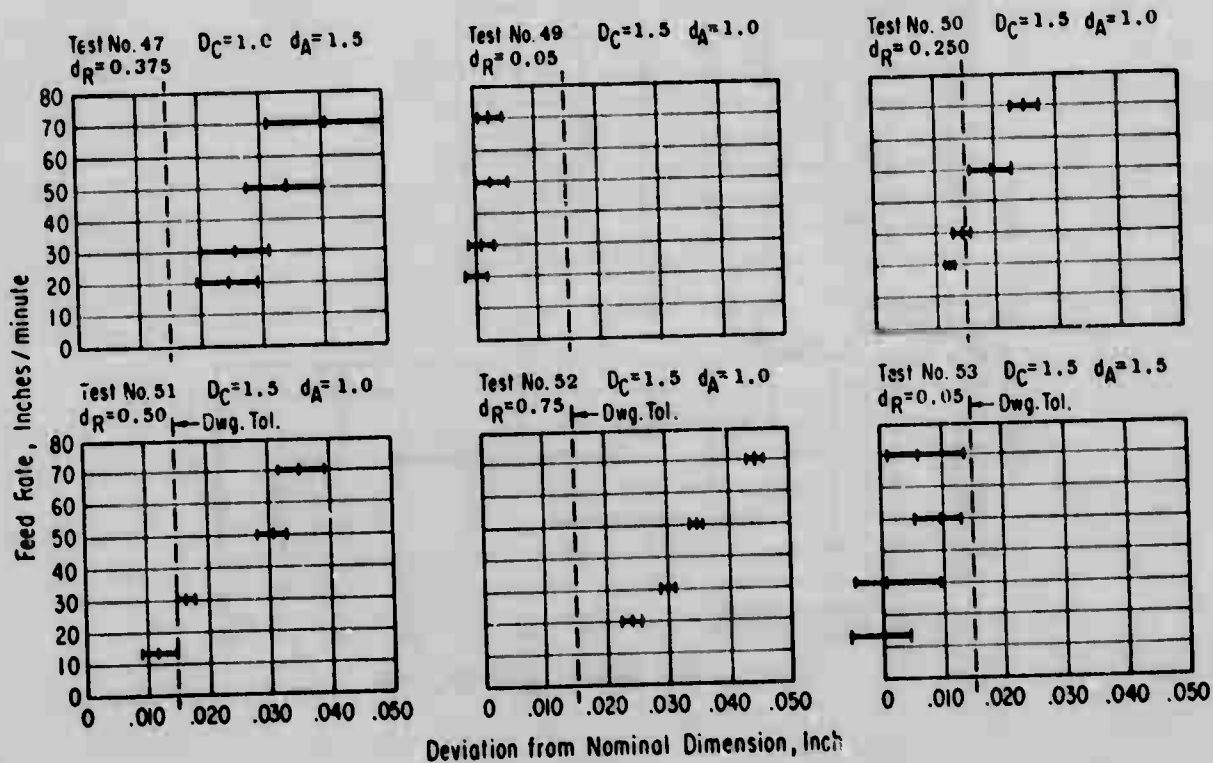 Test No. 47 D_C=1.0 d_A=1.5
d_R=0.375
Test No. 49 D_C=1.5 d_A=1.0
d_R=0.05
Test No. 50 D_C=1.5 d_A=1.0
d_R=0.250
80
70
60
50
40
30
20
10
0
Test No. 51 D_C=1.5 d_A=1.0
d_R=0.50 Dwg. Tol.
Test No. 52 D_C=1.5 d_A=1.0
d_R=0.75 Dwg. Tol.
Test No. 53 D_C=1.5 d_A=1.5
d_R=0.05 Dwg. Tol.
80
70
60
50
40
30
20
10
0
Feed Rate, Inches/minute
0 .010 .020 .030 .040 .050
0 .010 .020 .030 .040 .050
0 .010 .020 .030 .040 .050
Deviation from Nominal Dimension, Inch